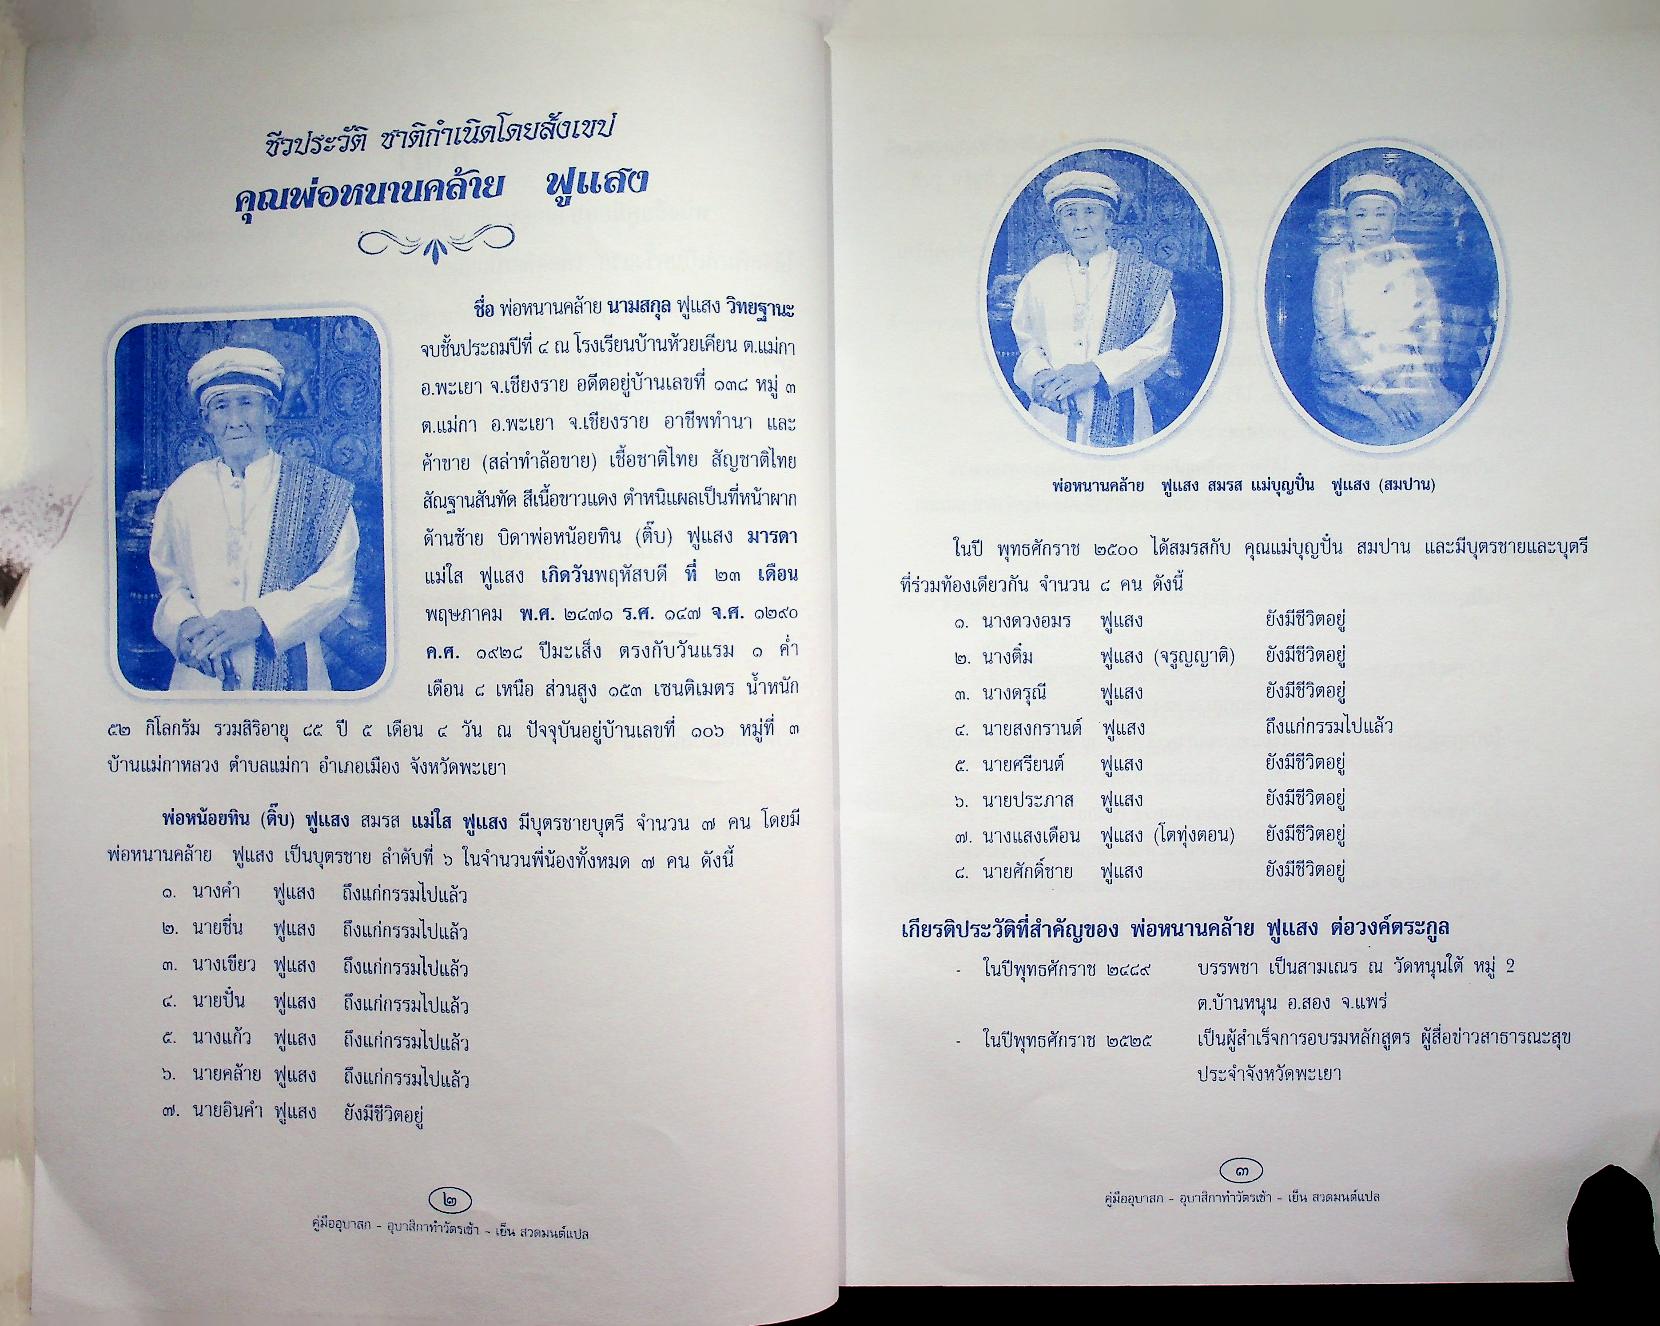 ชีวประวัติ ชาติกำเนิดโดยสังเขป
คุณพ่อหนานคล้าย ฟูแสง
ชื่อ พ่อหนานคล้าย นามสกุล ฟูแสง วิทยฐานะ
จบชั้นประถมปีที่ ๔ ณ โรงเรียนบ้านห้วยเคียน ต.แม่กา
อ.พะเยา จ.เชียงราย อดีตอยู่บ้านเลขที่ ๑๓๘ หมู่ ๓
ต.แม่กา อ.พะเยา จ.เชียงราย อาชีพทำนา และ
ค้าขาย (สล่าทำล้อขาย) เชื้อชาติไทย สัญชาติไทย
สัณฐานสันทัด สีเนื้อขาวแดง ตำหนิแผลเป็นที่หน้าผาก
ด้านซ้าย บิดาพ่อหน้อยทิน (ติ๊บ) ฟูแสง มารดา
แม่ใส ฟูแสง เกิดวันพฤหัสบดี ที่ ๒๓ เดือน
พฤษภาคม พ.ศ. ๒๔๗๑ ร.ศ. ๑๔๗ จ.ศ. ๑๒๙๐
ค.ศ. ๑๙๒๘ ปีมะเส็ง ตรงกับวันแรม ๑ ค่ำ
เดือน ๘ เหนือ ส่วนสูง ๑๕๓ เซนติเมตร น้ำหนัก
๕๒ กิโลกรัม รวมสิริอายุ ๘๕ ปี ๕ เดือน ๔ วัน ณ ปัจจุบันอยู่บ้านเลขที่ ๑๐๖ หมู่ที่ ๓
บ้านแม่กาหลวง ตำบลแม่กา อำเภอเมือง จังหวัดพะเยา
พ่อหน้อยทิน (ติ๊บ) ฟูแสง สมรส แม่ใส ฟูแสง มีบุตรชายบุตรี จำนวน ๗ คน โดยมี
พ่อหนานคล้าย ฟูแสง เป็นบุตรชาย ลำดับที่ ๖ ในจำนวนพี่น้องทั้งหมด ๗ คน ดังนี้
๑. นางคำ ฟูแสง ถึงแก่กรรมไปแล้ว
๒. นายชื่น ฟูแสง ถึงแก่กรรมไปแล้ว
๓. นางเขียว ฟูแสง ถึงแก่กรรมไปแล้ว
๔. นายปั๋น ฟูแสง ถึงแก่กรรมไปแล้ว
๕. นางแก้ว ฟูแสง ถึงแก่กรรมไปแล้ว
๖. นายคล้าย ฟูแสง ถึงแก่กรรมไปแล้ว
๗. นายอินคำ ฟูแสง ยังมีชีวิตอยู่
๒
คู่มืออุบาสก - อุบาสิกาทำวัตรเช้า - เย็น สวดมนต์แปล
พ่อหนานคล้าย ฟูแสง สมรส แม่บุญปั๋น ฟูแสง (สมปาน)
ในปี พุทธศักราช ๒๕๐๐ ได้สมรสกับ คุณแม่บุญปั๋น สมปาน และมีบุตรชายและบุตรี
ที่ร่วมท้องเดียวกัน จำนวน ๘ คน ดังนี้
๑. นางดวงอมร ฟูแสง ยังมีชีวิตอยู่
๒. นางติ๋ม ฟูแสง (จรูญญาติ) ยังมีชีวิตอยู่
๓. นางดรุณี ฟูแสง ยังมีชีวิตอยู่
๔. นายสงกรานต์ ฟูแสง ถึงแก่กรรมไปแล้ว
๕. นายศรียนต์ ฟูแสง ยังมีชีวิตอยู่
๖. นายประภาส ฟูแสง ยังมีชีวิตอยู่
๗. นางแสงเดือน ฟูแสง (โตทุ่งตอน) ยังมีชีวิตอยู่
๘. นายศักดิ์ชาย ฟูแสง ยังมีชีวิตอยู่
เกียรติประวัติที่สำคัญของ พ่อหนานคล้าย ฟูแสง ต่อวงค์ตระกูล
- ในปีพุทธศักราช ๒๔๘๙ บรรพชา เป็นสามเณร ณ วัดหนุนใต้ หมู่ 2
ต.บ้านหนุน อ.สอง จ.แพร่
- ในปีพุทธศักราช ๒๕๒๕ เป็นผู้สำเร็จการอบรมหลักสูตร ผู้สื่อข่าวสาธารณะสุข
ประจำจังหวัดพะเยา
๓
คู่มืออุบาสก - อุบาสิกาทำวัตรเช้า - เย็น สวดมนต์แปล